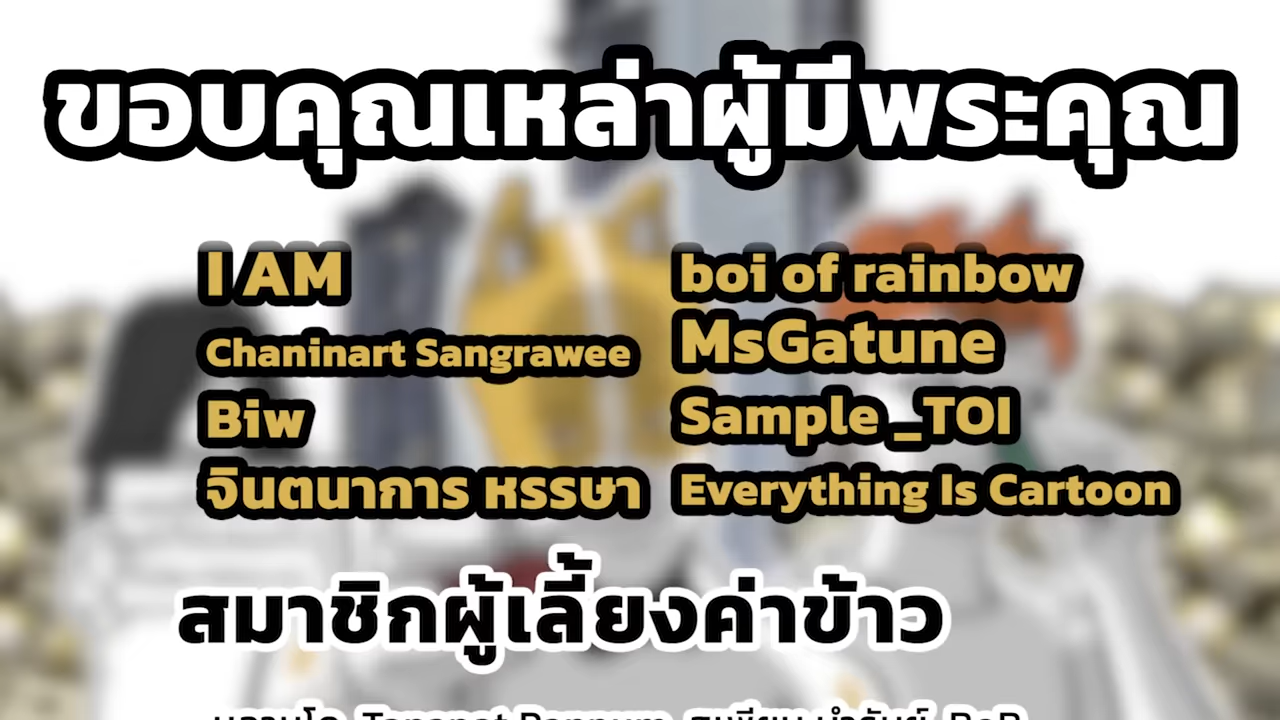 ขอบคุณเหล่าผู้มีพระคุณ
I AM
boi of rainbow
Chaninart Sangrawee
MsGatune
Biw
Sample _TOI
จินตนาการ หรรษา
Everything Is Cartoon
สมาชิกผู้เลี้ยงค่าข้าว